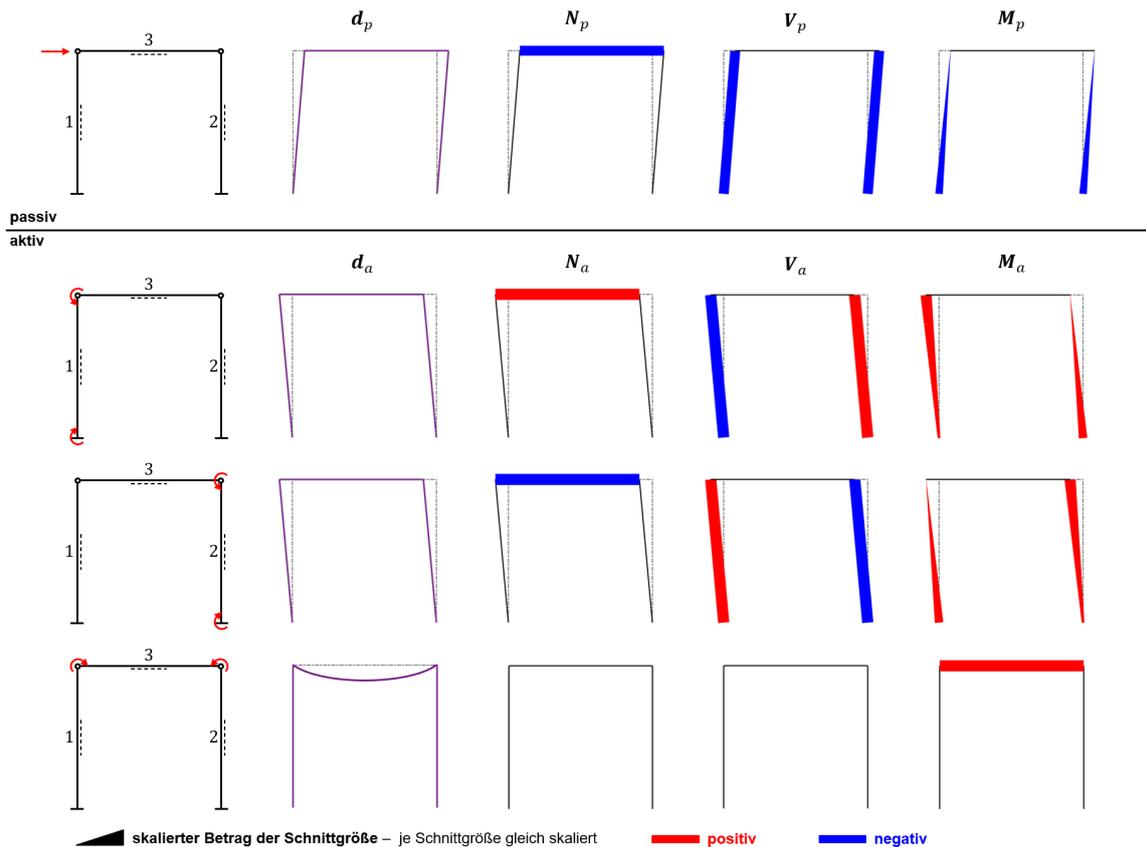 d_p N_p V_p M_p
3
1 2
passiv
aktiv
d_a N_a V_a M_a
3
1 2
3
1 2
3
1 2
skalierter Betrag der Schnittgröße – je Schnittgröße gleich skaliert positiv negativ